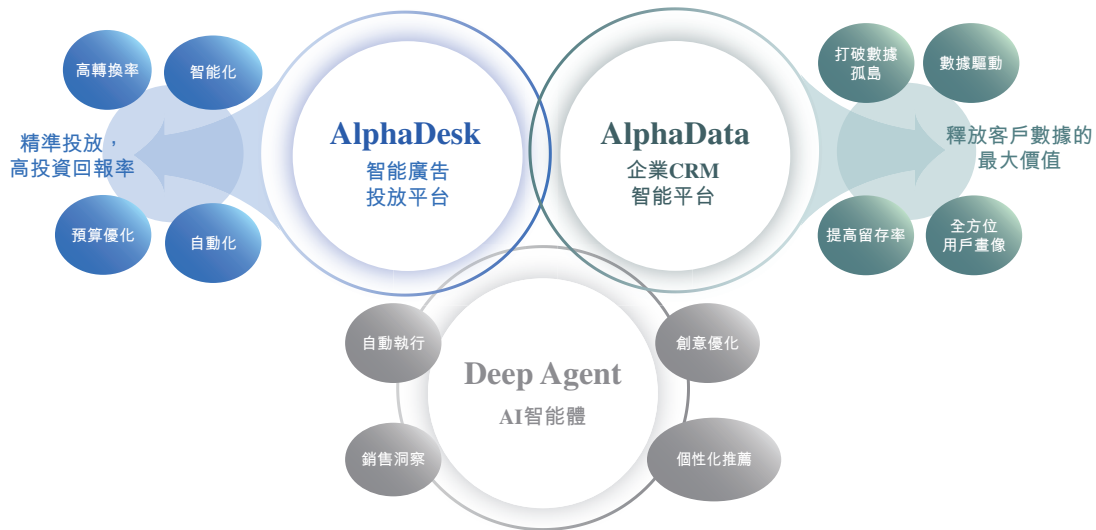 高轉換率
智能化
精準投放，
高投資回報率
預算優化
自動化
AlphaDesk
智能廣告
投放平台
AlphaData
企業CRM
智能平台
打破數據
孤島
數據驅動
釋放客戶數據的
最大價值
提高留存率
全方位
用戶畫像
自動執行
創意優化
Deep Agent
AI智能體
銷售洞察
個性化推薦